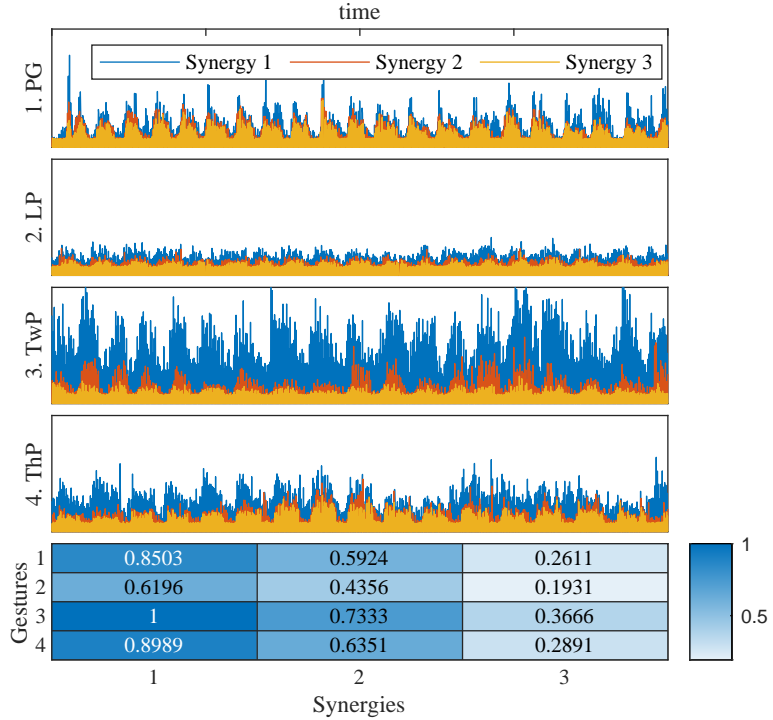 time
Synergy 1 Synergy 2 Synergy 3
1. PG
2. LP
3. TwP
4. ThP
Gestures
1 0.8503 0.5924 0.2611
2 0.6196 0.4356 0.1931
3 1 0.7333 0.3666
4 0.8989 0.6351 0.2891
1 2 3
Synergies
1
0.5